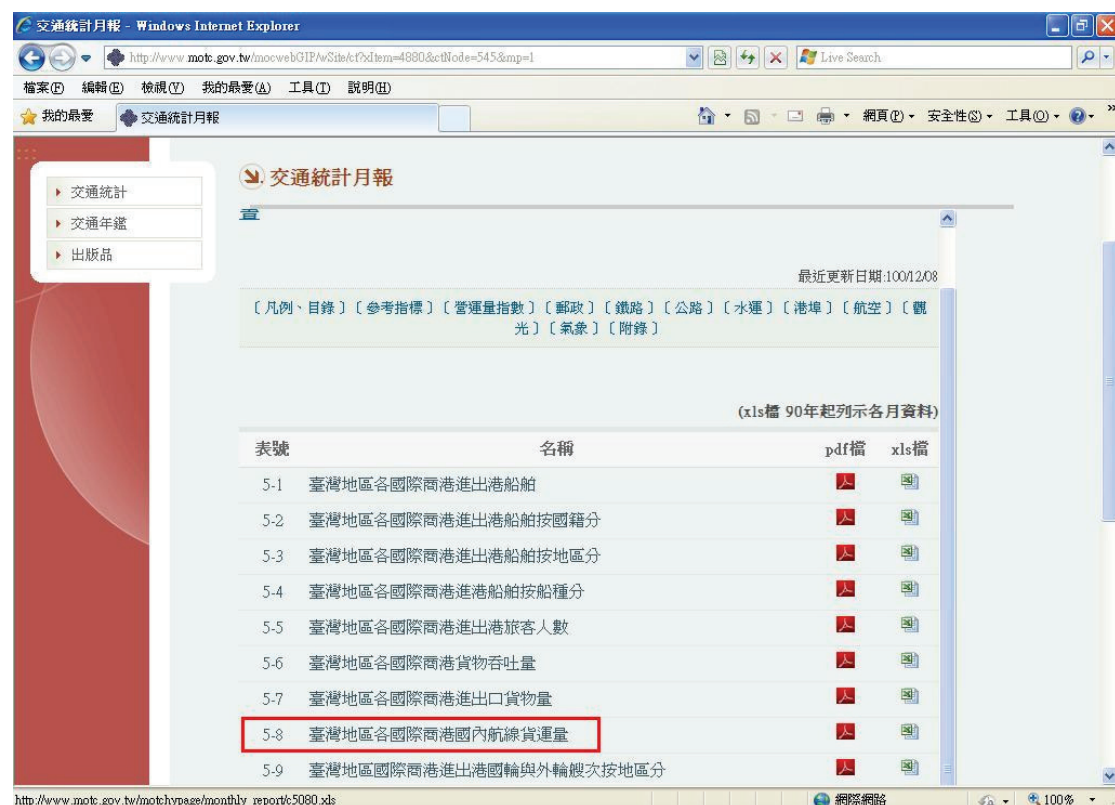 交通統計月報 - Windows Internet Explorer
http://www.motc.gov.tw/mocwebGIP/wSite/ct?xItem=4880&ctNode=545&mp=1
Live Search
檔案(F) 編輯(E) 檢視(V) 我的最愛(A) 工具(T) 說明(H)
我的最愛 交通統計月報 網頁(P) 安全性(S) 工具(O)
交通統計
交通年鑑
出版品
交通統計月報
最近更新日期:100/12/08
〔凡例、目錄〕〔參考指標〕〔營運量指數〕〔郵政〕〔鐵路〕〔公路〕〔水運〕〔港埠〕〔航空〕〔觀
光〕〔氣象〕〔附錄〕
(xls檔 90年起列示各月資料)
表號 名稱 pdf檔 xls檔
5-1 臺灣地區各國際商港進出港船舶
5-2 臺灣地區各國際商港進出港船舶按國籍分
5-3 臺灣地區各國際商港進出港船舶按地區分
5-4 臺灣地區各國際商港進港船舶按船種分
5-5 臺灣地區各國際商港進出港旅客人數
5-6 臺灣地區各國際商港貨物吞吐量
5-7 臺灣地區各國際商港進出口貨物量
5-8 臺灣地區各國際商港國內航線貨運量
5-9 臺灣地區國際商港進出港國輪與外輪艘次按地區分
http://www.motc.gov.tw/motchypage/monthly_report/c5080.xls 網際網路 100%